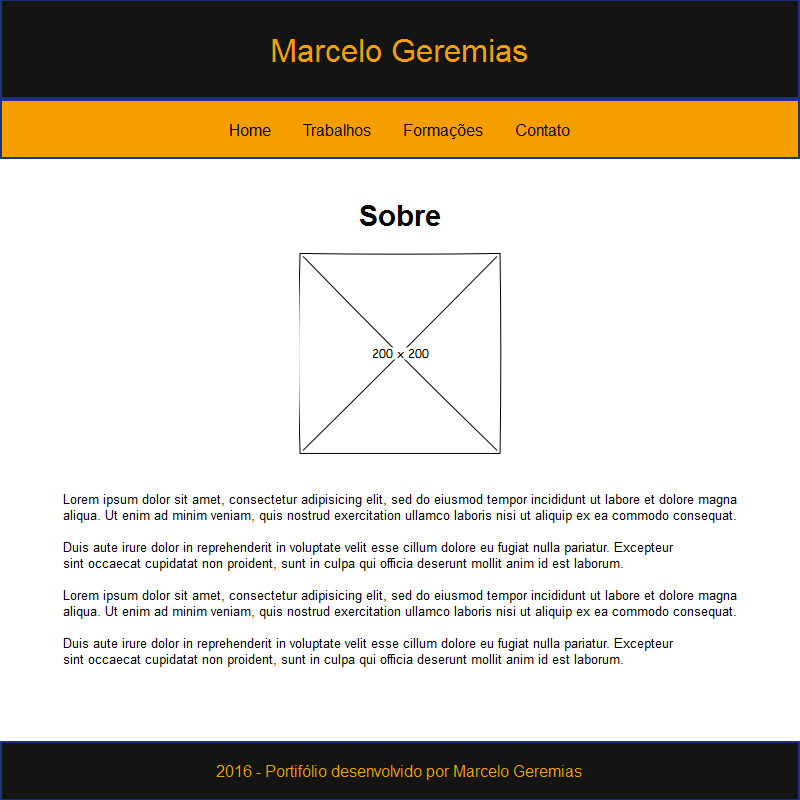 Marcelo Geremias
Home Trabalhos Formações Contato
Sobre
200 x 200
Lorem ipsum dolor sit amet, consectetur adipisicing elit, sed do eiusmod tempor incididunt ut labore et dolore magna
aliqua. Ut enim ad minim veniam, quis nostrud exercitation ullamco laboris nisi ut aliquip ex ea commodo consequat.
Duis aute irure dolor in reprehenderit in voluptate velit esse cillum dolore eu fugiat nulla pariatur. Excepteur
sint occaecat cupidatat non proident, sunt in culpa qui officia deserunt mollit anim id est laborum.
Lorem ipsum dolor sit amet, consectetur adipisicing elit, sed do eiusmod tempor incididunt ut labore et dolore magna
aliqua. Ut enim ad minim veniam, quis nostrud exercitation ullamco laboris nisi ut aliquip ex ea commodo consequat.
Duis aute irure dolor in reprehenderit in voluptate velit esse cillum dolore eu fugiat nulla pariatur. Excepteur
sint occaecat cupidatat non proident, sunt in culpa qui officia deserunt mollit anim id est laborum.
2016 - Portifólio desenvolvido por Marcelo Geremias